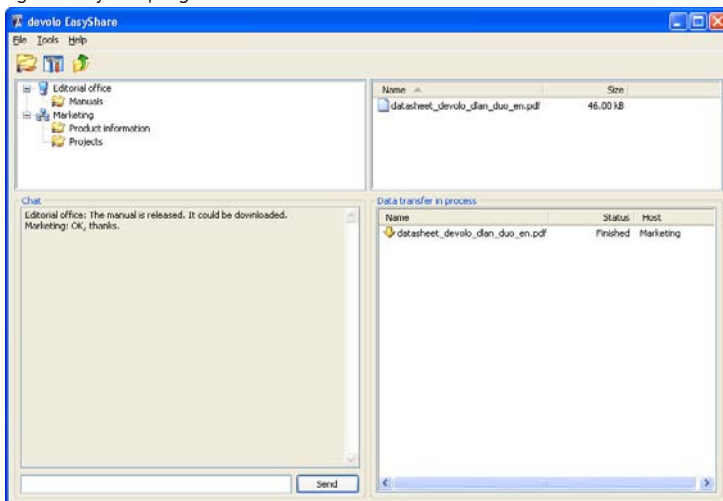 devolo EasyShare
File Tools Help
Editorial office
Manuals
Marketing
Product information
Projects
Name Size
datasheet_devolo_dlan_duo_en.pdf 46.00 kB
Chat
Editorial office: The manual is released. It could be downloaded.
Marketing: OK, thanks.
Send
Data transfer in process
Name Status Host
datasheet_devolo_dlan_duo_en.pdf Finished Marketing